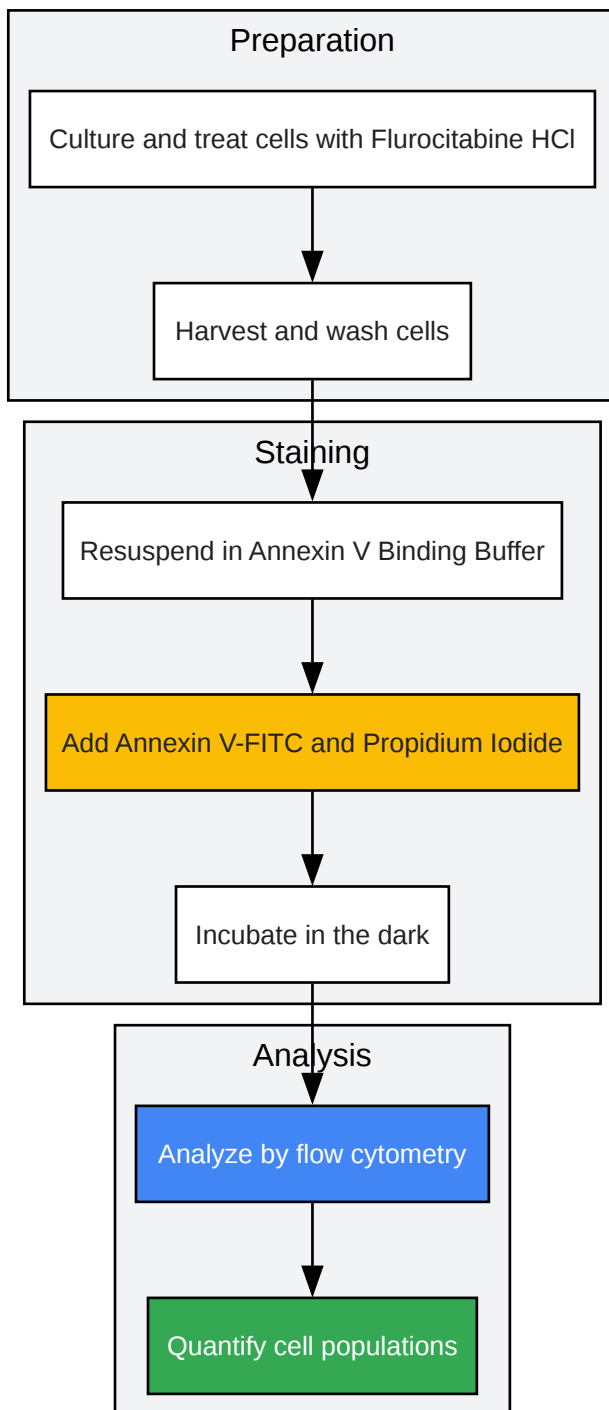 Preparation
Culture and treat cells with Flurocitabine HCl
Harvest and wash cells
Staining
Resuspend in Annexin V Binding Buffer
Add Annexin V-FITC and Propidium Iodide
Incubate in the dark
Analysis
Analyze by flow cytometry
Quantify cell populations